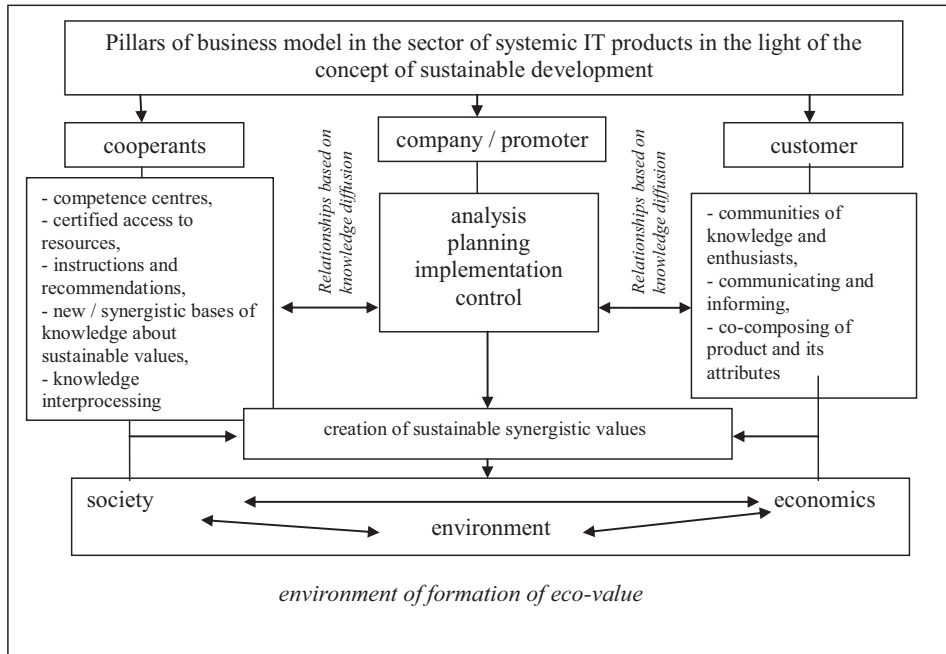 Pillars of business model in the sector of systemic IT products in the light of the
concept of sustainable development
cooperants
company / promoter
customer
- competence centres,
- certified access to
resources,
- instructions and
recommendations,
- new / synergistic bases of
knowledge about
sustainable values,
- knowledge
interprocessing
Relationships based on
knowledge diffusion
analysis
planning
implementation
control
Relationships based on
knowledge diffusion
- communities of
knowledge and
enthusiasts,
- communicating and
informing,
- co-composing of
product and its
attributes
creation of sustainable synergistic values
society
economics
environment
environment of formation of eco-value